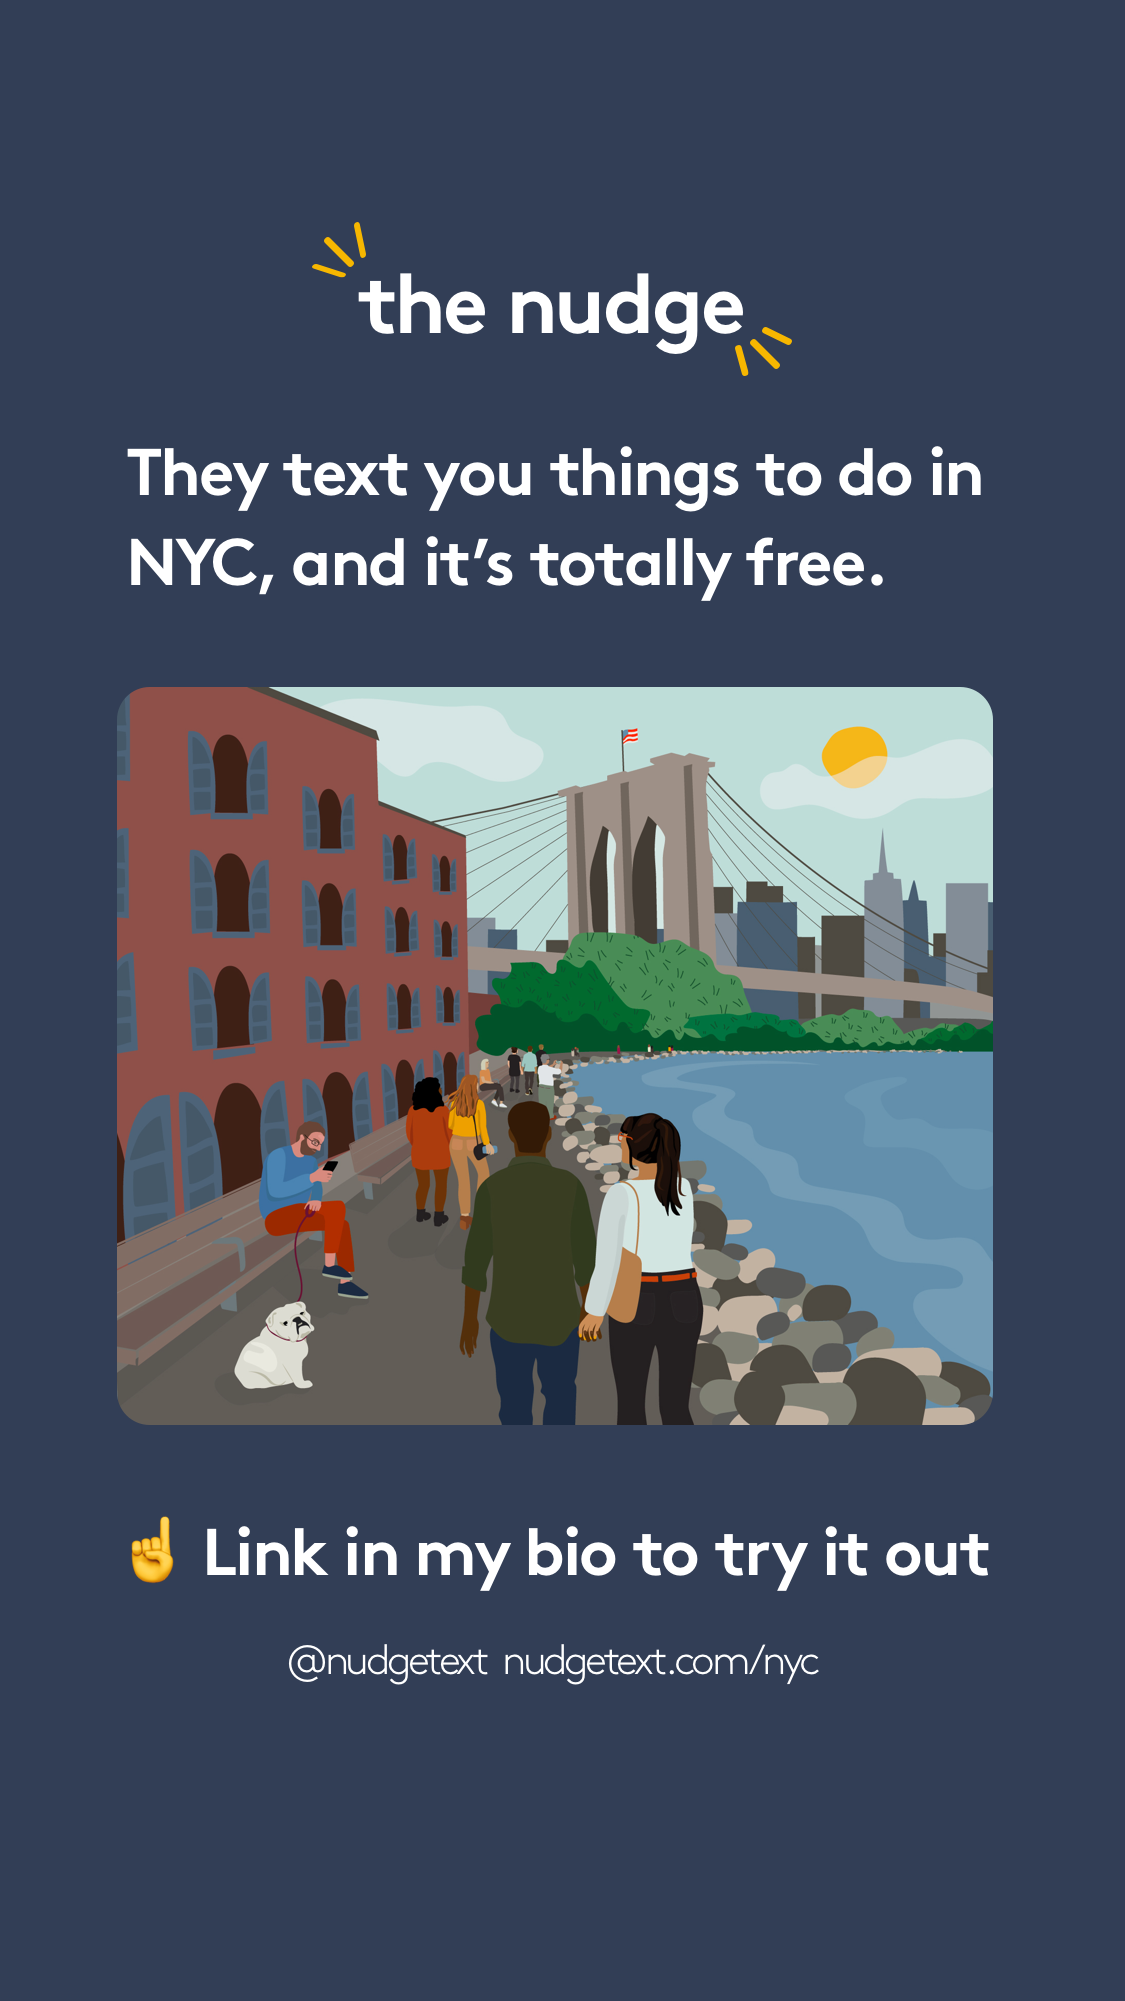 the nudge
They text you things to do in
NYC, and it’s totally free.
☝️ Link in my bio to try it out
@nudgetext nudgetext.com/nyc